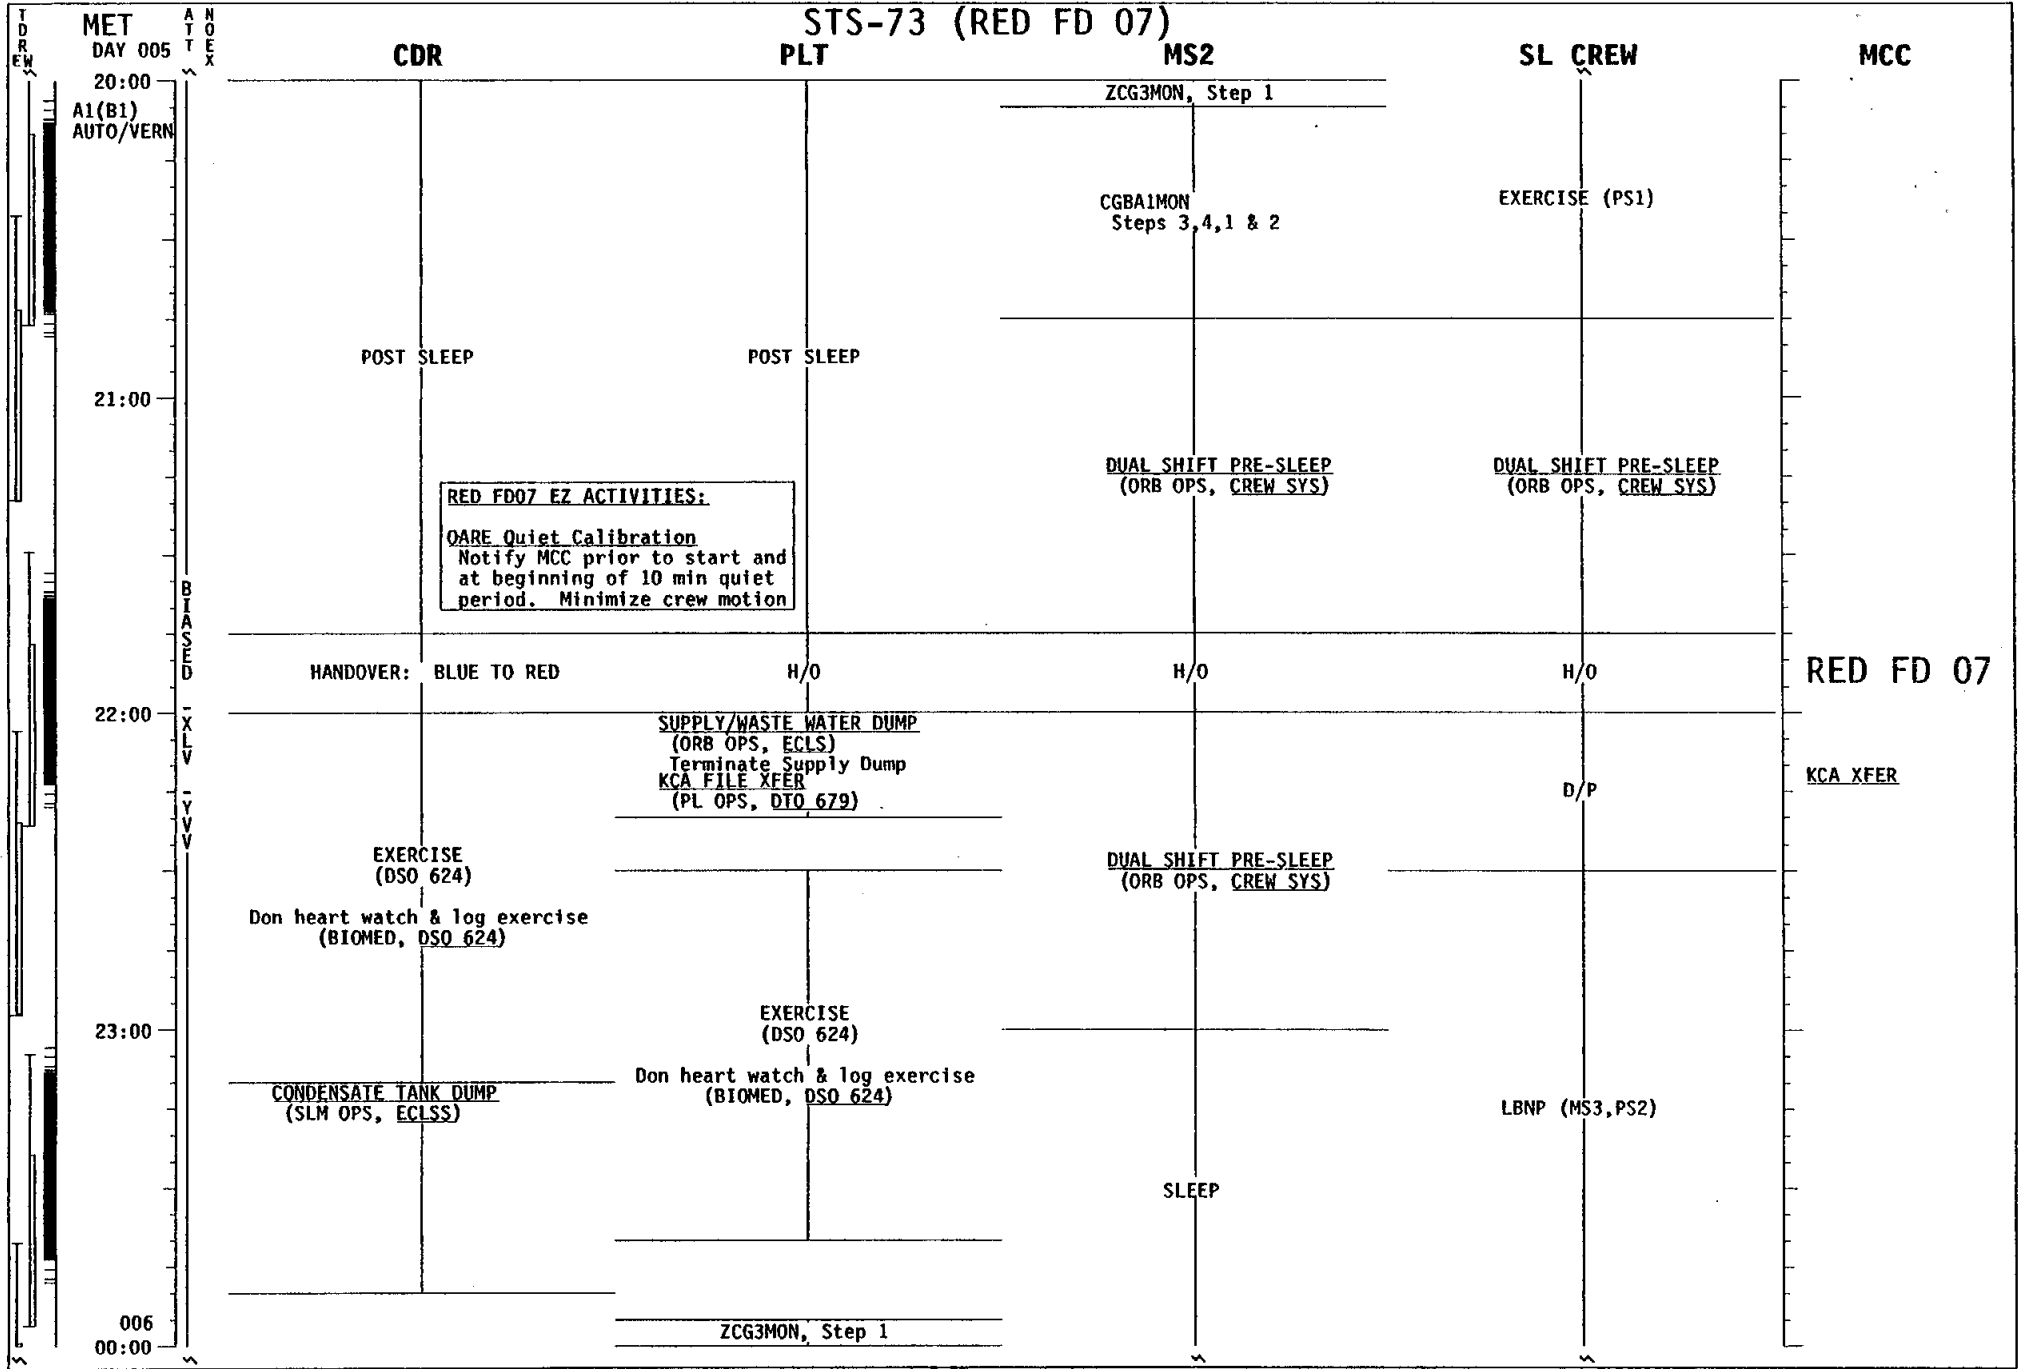 STS-73 (RED FD 07)
TDRE W
MET
DAY 005
ATT
NOEX
CDR
PLT
MS2
SL CREW
MCC
20:00
A1(B1)
AUTO/VERN
ZCG3MON, Step 1
CGBA1MON
Steps 3,4,1 & 2
EXERCISE (PS1)
POST SLEEP
POST SLEEP
21:00
DUAL SHIFT PRE-SLEEP
(ORB OPS, CREW SYS)
DUAL SHIFT PRE-SLEEP
(ORB OPS, CREW SYS)
RED FD07 EZ ACTIVITIES:
OARE Quiet Calibration
Notify MCC prior to start and
at beginning of 10 min quiet
period. Minimize crew motion
BIASED -XLV -YVV
HANDOVER: BLUE TO RED
H/O
H/O
H/O
RED FD 07
22:00
SUPPLY/WASTE WATER DUMP
(ORB OPS, ECLS)
Terminate Supply Dump
KCA FILE XFER
(PL OPS, DTO 679)
D/P
KCA XFER
EXERCISE
(DSO 624)
Don heart watch & log exercise
(BIOMED, DSO 624)
DUAL SHIFT PRE-SLEEP
(ORB OPS, CREW SYS)
23:00
EXERCISE
(DSO 624)
Don heart watch & log exercise
(BIOMED, DSO 624)
CONDENSATE TANK DUMP
(SLM OPS, ECLSS)
LBNP (MS3,PS2)
SLEEP
006
00:00
ZCG3MON, Step 1